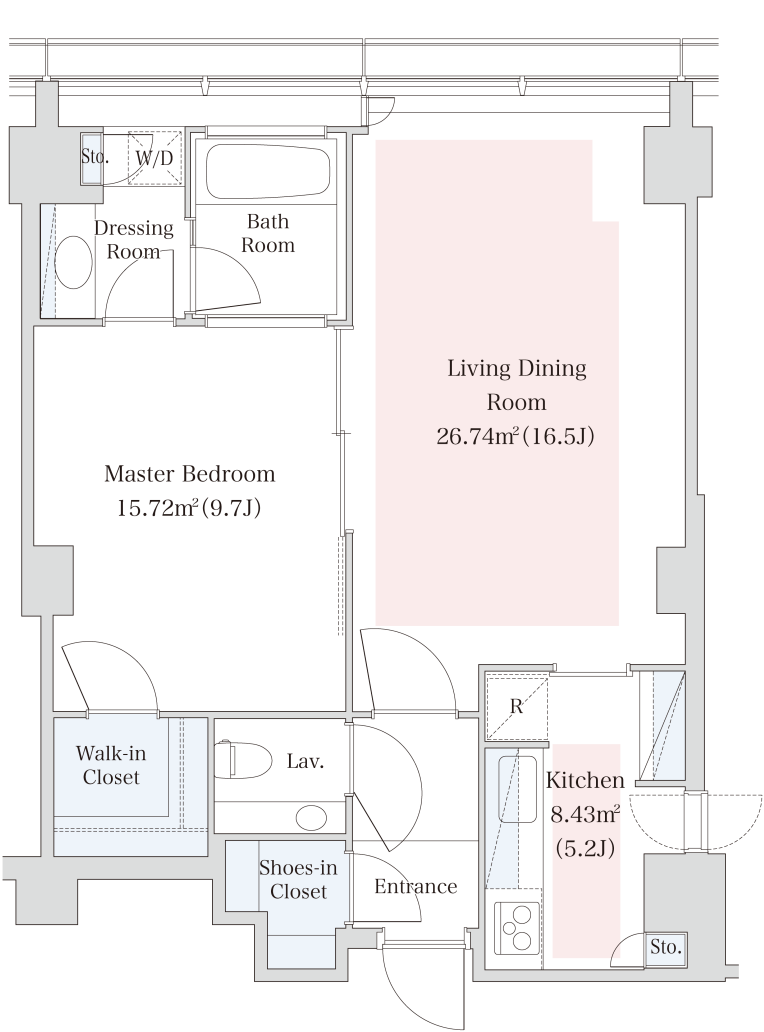 Sto.
W/D
Dressing
Room
Bath
Room
Living Dining
Room
26.74m²(16.5J)
Master Bedroom
15.72m²(9.7J)
R
Walk-in
Closet
Lav.
Kitchen
8.43m²
(5.2J)
Shoes-in
Closet
Entrance
Sto.